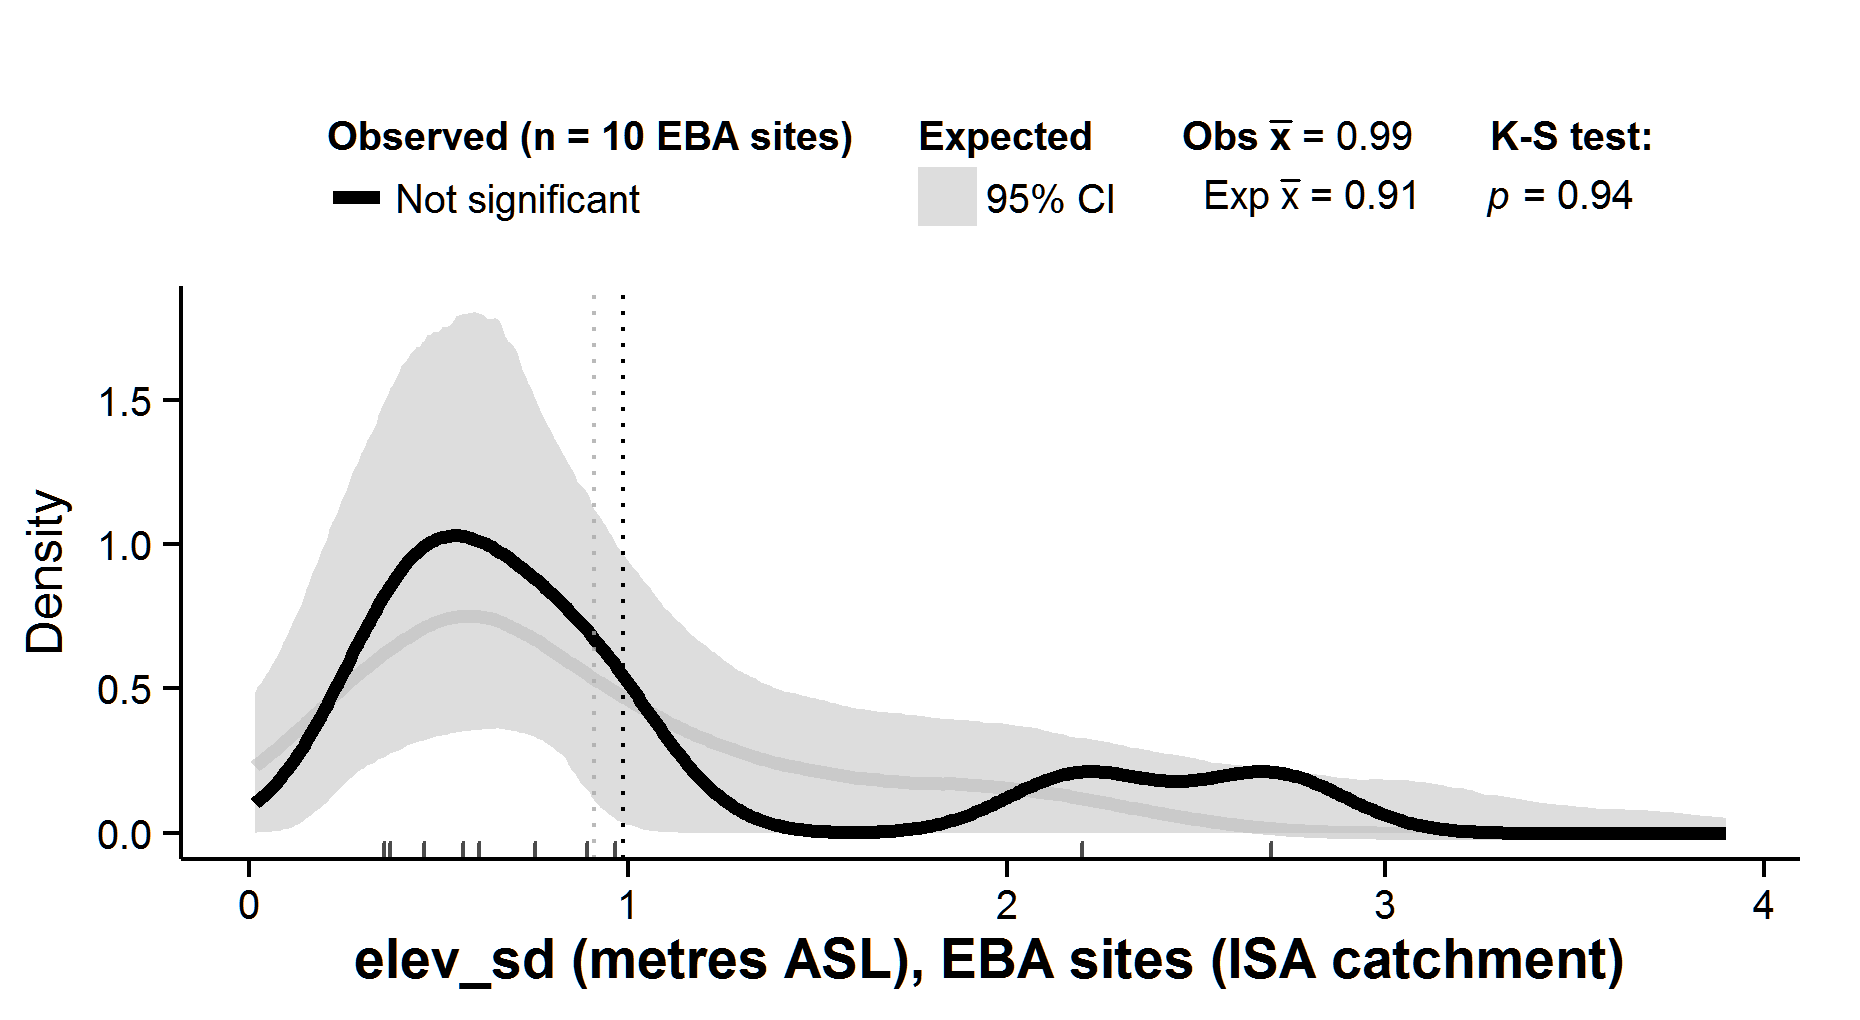 Observed (n = 10 EBA sites) Expected Obs x̅ = 0.99 K-S test:
Not significant 95% CI Exp x̅ = 0.91 p = 0.94
Density
1.5
1.0
0.5
0.0
0 1 2 3 4
elev_sd (metres ASL), EBA sites (ISA catchment)